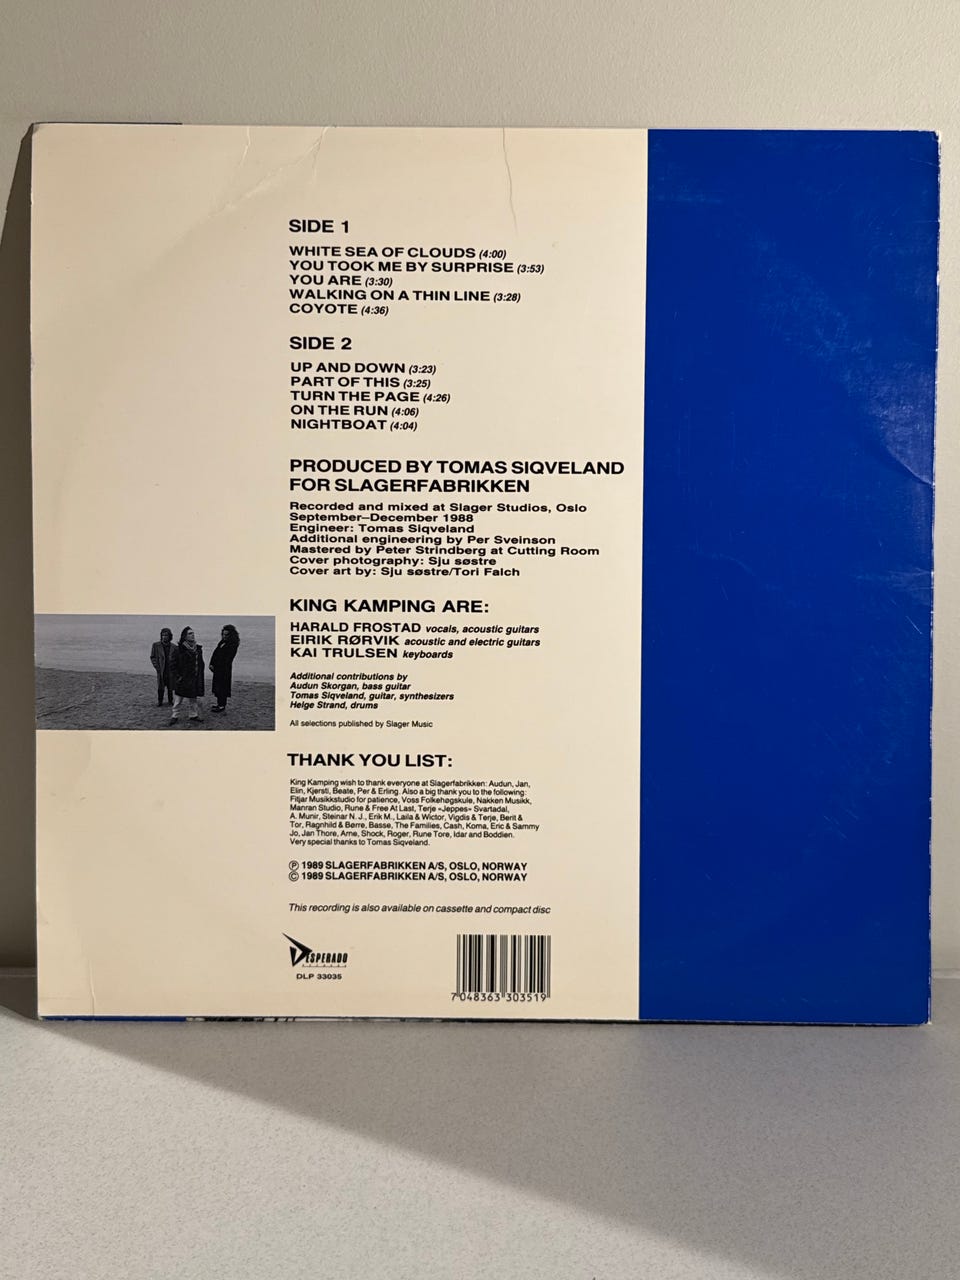 SIDE 1
WHITE SEA OF CLOUDS (4:00)
YOU TOOK ME BY SURPRISE (3:53)
YOU ARE (3:30)
WALKING ON A THIN LINE (3:28)
COYOTE (4:36)
SIDE 2
UP AND DOWN (3:23)
PART OF THIS (3:25)
TURN THE PAGE (4:26)
ON THE RUN (4:06)
NIGHTBOAT (4:04)
PRODUCED BY TOMAS SIQVELAND
FOR SLAGERFABRIKKEN
Recorded and mixed at Slager Studios, Oslo
September–December 1988
Engineer: Tomas Siqveland
Additional engineering by Per Sveinson
Mastered by Peter Strindberg at Cutting Room
Cover photography: Sju søstre
Cover art by: Sju søstre/Tori Falch
KING KAMPING ARE:
HARALD FROSTAD vocals, acoustic guitars
EIRIK RØRVIK acoustic and electric guitars
KAI TRULSEN keyboards
Additional contributions by
Audun Skorgan, bass guitar
Tomas Siqveland, guitar, synthesizers
Helge Strand, drums
All selections published by Slager Music
THANK YOU LIST:
King Kamping wish to thank everyone at Slagerfabrikken: Audun, Jan,
Elin, Kjersti, Beate, Per & Erling. Also a big thank you to the following:
Fitjar Musikkstudio for patience, Voss Folkehøgskule, Nakken Musikk,
Manran Studio, Rune & Free At Last, Terje «Jeppes» Svartadal,
A. Munir, Steinar N. J., Erik M., Laila & Wictor, Vigdis & Terje, Berit &
Tor, Ragnhild & Børre, Basse, The Families, Cash, Koma, Eric & Sammy
Jo, Jan Thore, Arne, Shock, Roger, Rune Tore, Idar and Boddien.
Very special thanks to Tomas Siqveland.
Ⓟ 1989 SLAGERFABRIKKEN A/S, OSLO, NORWAY
© 1989 SLAGERFABRIKKEN A/S, OSLO, NORWAY
This recording is also available on cassette and compact disc
DESPERADO
DLP 33035
7 048363 303519